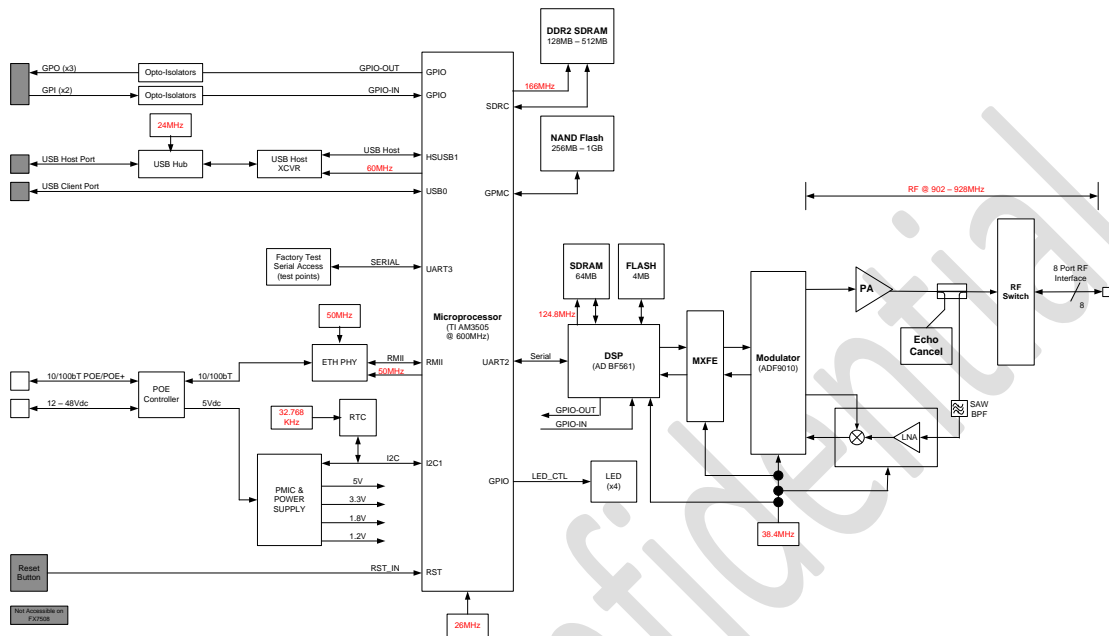 DDR2 SDRAM
128MB – 512MB
GPO (x3)
Opto-Isolators
GPIO-OUT
GPIO
GPI (x2)
Opto-Isolators
GPIO-IN
GPIO
166MHz
SDRC
24MHz
NAND Flash
256MB – 1GB
USB Host Port
USB Hub
USB Host
XCVR
USB Host
HSUSB1
60MHz
USB Client Port
USB0
GPMC
RF @ 902 – 928MHz
Factory Test
Serial Access
(test points)
SERIAL
UART3
SDRAM
64MB
FLASH
4MB
PA
RF
Switch
8 Port RF
Interface
8
124.8MHz
Microprocessor
(TI AM3505
@ 600MHz)
50MHz
Echo
Cancel
ETH PHY
RMII
RMII
50MHz
UART2
Serial
DSP
(AD BF561)
MXFE
Modulator
(ADF9010)
10/100bT POE/POE+
POE
Controller
10/100bT
12 – 48Vdc
5Vdc
GPIO-OUT
GPIO-IN
SAW
BPF
32.768
KHz
RTC
LNA
I2C
I2C1
PMIC &
POWER
SUPPLY
5V
3.3V
1.8V
1.2V
GPIO
LED_CTL
LED
(x4)
38.4MHz
Reset
Button
RST_IN
RST
Not Accessible on
FX7508
26MHz
nfidential